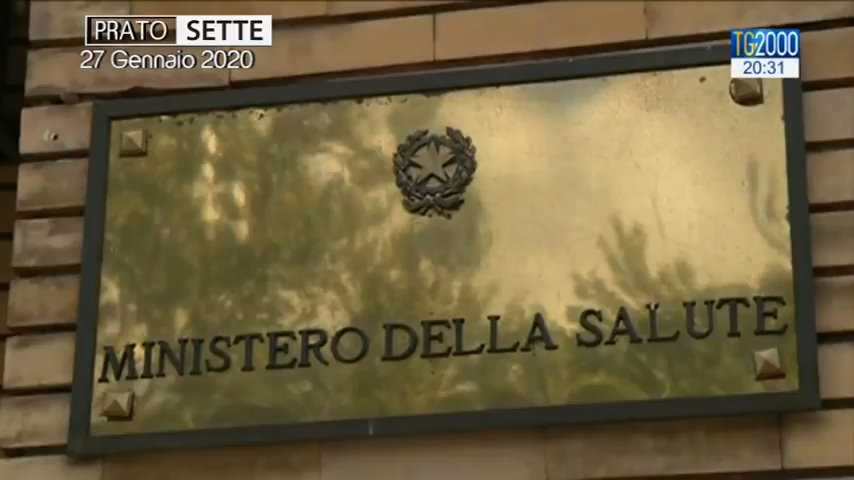 PRATO SETTE
27 Gennaio 2020
TG2000
20:31
MINISTERO DELLA SALUTE